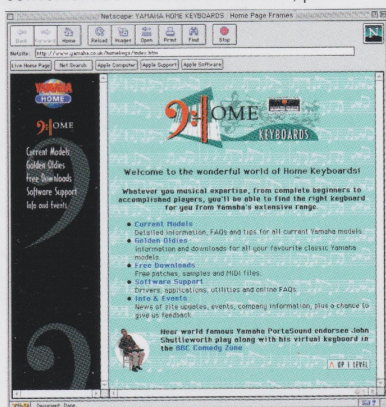 Netscape: YAMAHA HOME KEYBOARDS : Home Page Frames
Back Forward Home Reload Images Open Print Find Stop
N
Netsite: http://www.yamaha.co.uk/homekeys/index.htm
Live Home Page Net Search Apple Computer Apple Support Apple Software
YAMAHA
HOME
OME
Current Models
Golden Oldies
Free Downloads
Software Support
Info and Events
OME
KEYBOARDS
Welcome to the wonderful world of Home Keyboards!
Whatever you musical expertise, from complete beginners to
accomplished players, you'll be able to find the right keyboard
for you from Yamaha's extensive range.
• Current Models
Detailed information, FAQs and tips for all current Yamaha models.
• Golden Oldies
Information and downloads for all your favourite classic Yamaha
models.
• Free Downloads
Free patches, samples and MIDI files.
• Software Support
Drivers, applications, utilities and online FAQs.
• Info & Events
News of site updates, events, company information, plus a chance to
give us feedback.
Hear world famous Yamaha PortaSound endorsee John
Shuttleworth play along with his virtual keyboard in
the BBC Comedy Zone
UP 1 LEVEL
Document: Done